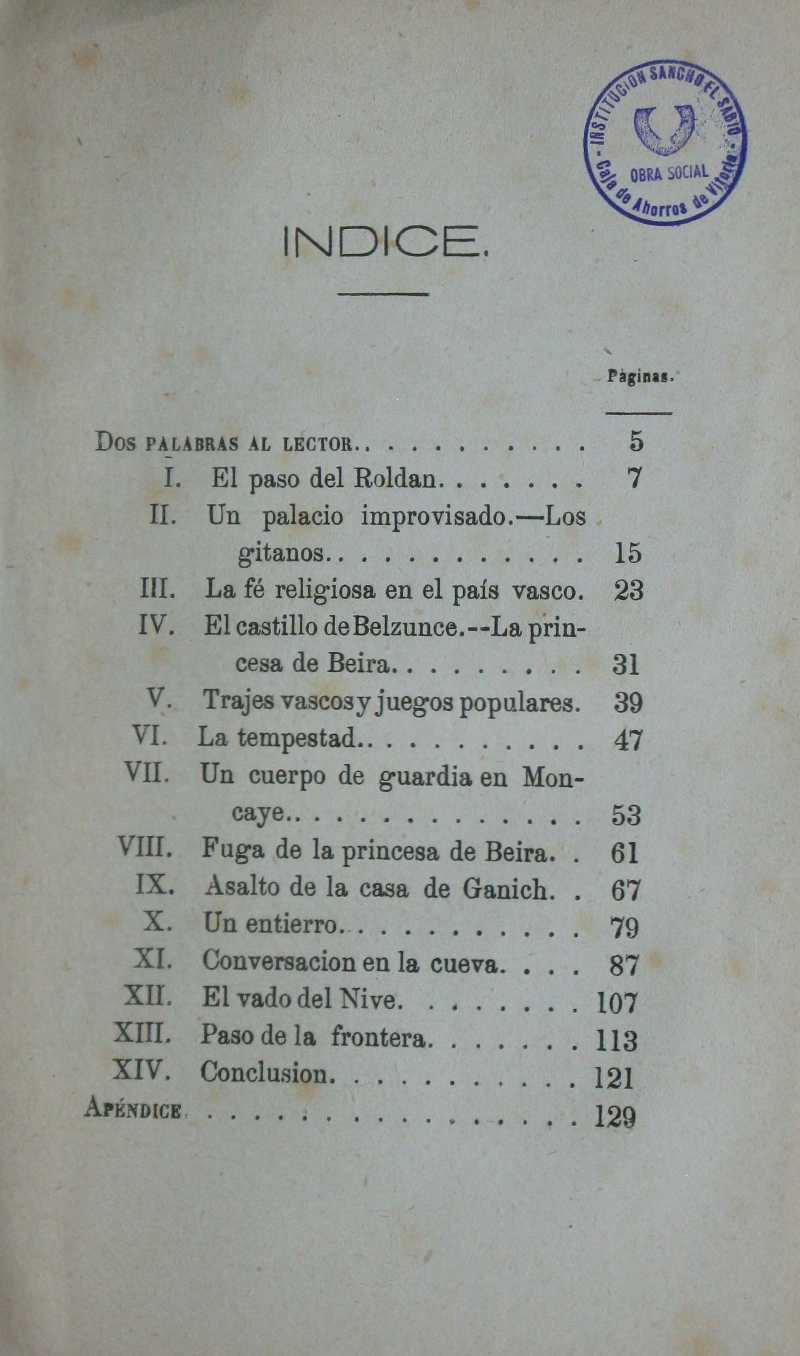 INSTITUCION SANCHO EL SABIO
OBRA SOCIAL
- Caja de Ahorros de Vitoria -
INDICE.
Páginas.
DOS PALABRAS AL LECTOR. . . . . . . . . . . . 5
I. El paso del Roldan. . . . . . . 7
II. Un palacio improvisado.—Los
gitanos. . . . . . . . . . . . . 15
III. La fé religiosa en el país vasco. 23
IV. El castillo de Belzunce.--La prin-
cesa de Beira. . . . . . . . . . 31
V. Trajes vascos y juegos populares. 39
VI. La tempestad. . . . . . . . . . . . 47
VII. Un cuerpo de guardia en Mon-
caye. . . . . . . . . . . . . . . 53
VIII. Fuga de la princesa de Beira. . 61
IX. Asalto de la casa de Ganich. . 67
X. Un entierro. . . . . . . . . . . . 79
XI. Conversacion en la cueva. . . . 87
XII. El vado del Nive. . . . . . . . 107
XIII. Paso de la frontera. . . . . . . 113
XIV. Conclusion. . . . . . . . . . . 121
APÉNDICE. . . . . . . . . . . . . . . . . 129